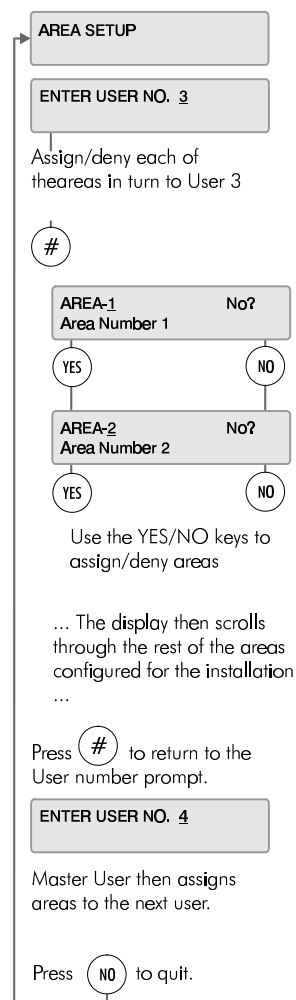 AREA SETUP
ENTER USER NO. 3
Assign/deny each of
theareas in turn to User 3
#
AREA-1 No?
Area Number 1
YES NO
AREA-2 No?
Area Number 2
YES NO
Use the YES/NO keys to
assign/deny areas
... The display then scrolls
through the rest of the areas
configured for the installation
...
Press # to return to the
User number prompt.
ENTER USER NO. 4
Master User then assigns
areas to the next user.
Press NO to quit.